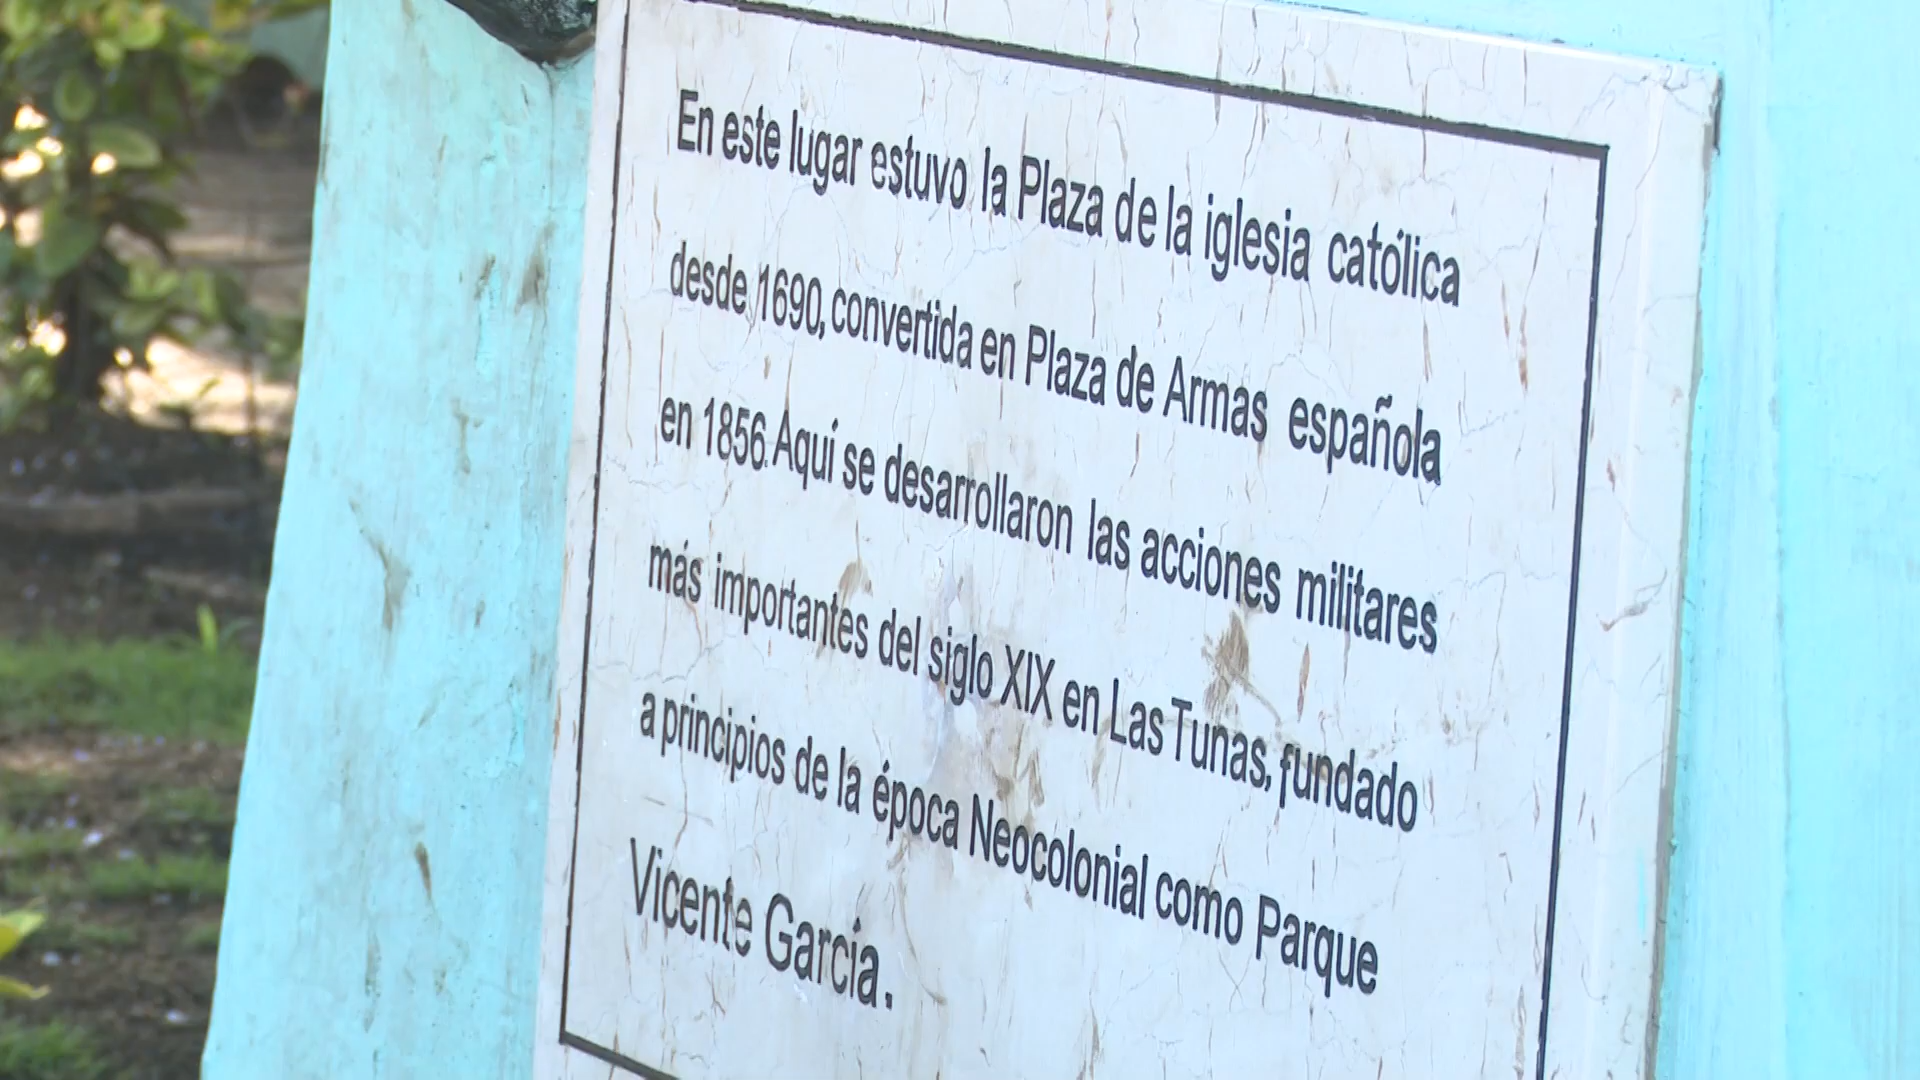 En este lugar estuvo la Plaza de la iglesia católica
desde 1690, convertida en Plaza de Armas española
en 1856. Aquí se desarrollaron las acciones militares
más importantes del siglo XIX en Las Tunas, fundado
a principios de la época Neocolonial como Parque
Vicente García.